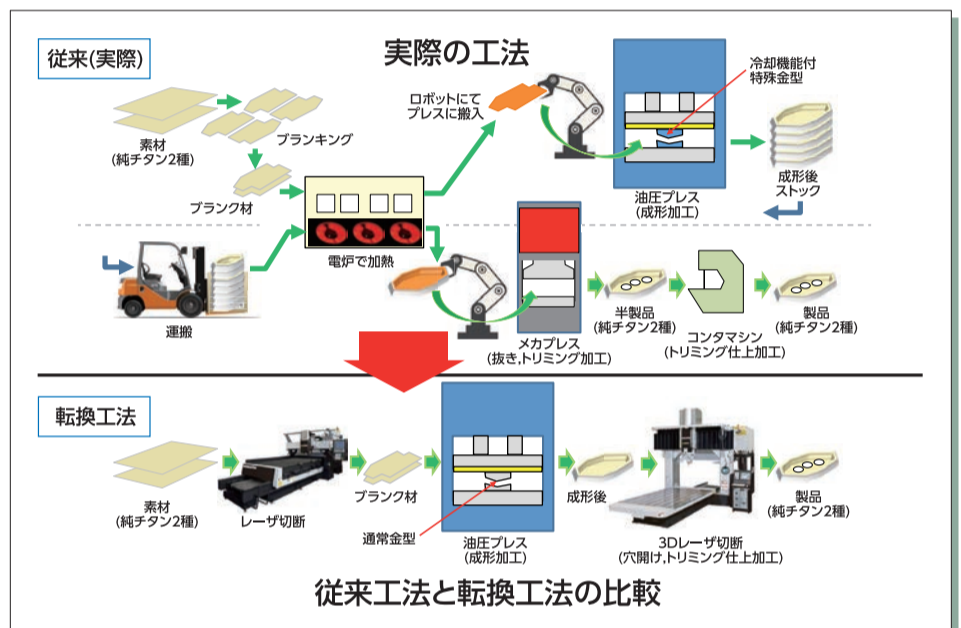 従来(実際)
実際の工法
素材
(純チタン2種)
ブランキング
ブランク材
ロボットにて
プレスに搬入
冷却機能付
特殊金型
油圧プレス
(成形加工)
成形後
ストック
電炉で加熱
運搬
メカプレス
(抜き,トリミング加工)
半製品
(純チタン2種)
コンタマシン
(トリミング仕上加工)
製品
(純チタン2種)
転換工法
素材
(純チタン2種)
レーザ切断
ブランク材
通常金型
油圧プレス
(成形加工)
成形後
3Dレーザ切断
(穴開け,トリミング仕上加工)
製品
(純チタン2種)
従来工法と転換工法の比較